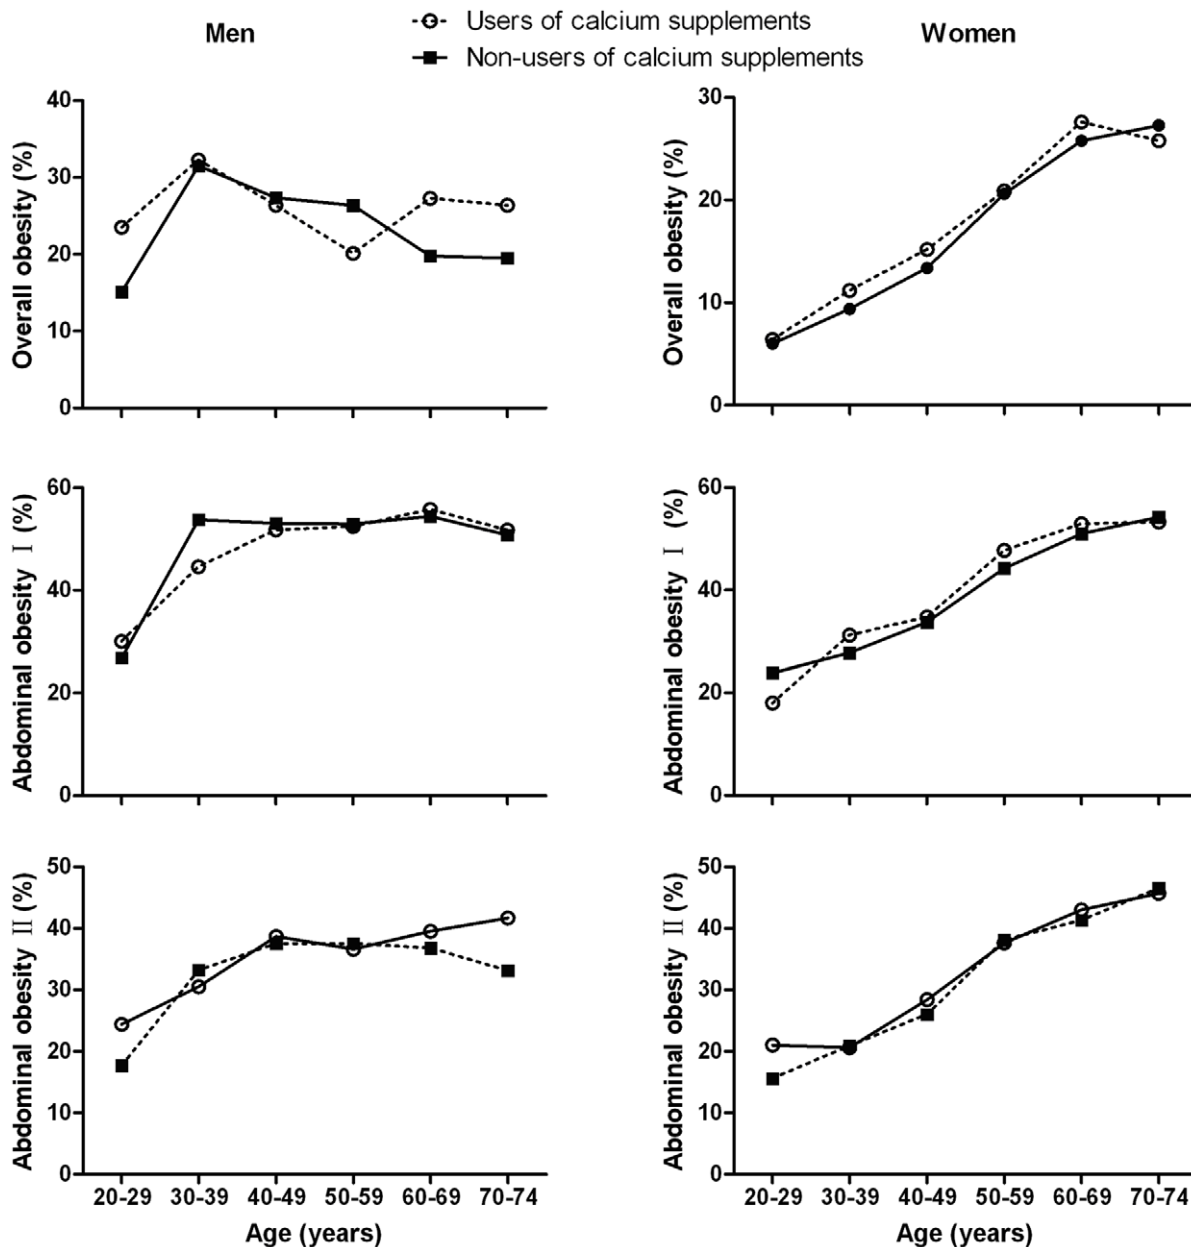 Men
Users of calcium supplements
Non-users of calcium supplements
Women
Overall obesity (%)
40
30
20
10
0
Overall obesity (%)
30
20
10
0
Abdominal obesity I (%)
60
40
20
0
Abdominal obesity I (%)
60
40
20
0
Abdominal obesity II (%)
50
40
30
20
10
0
20-29 30-39 40-49 50-59 60-69 70-74
Age (years)
Abdominal obesity II (%)
50
40
30
20
10
0
20-29 30-39 40-49 50-59 60-69 70-74
Age (years)